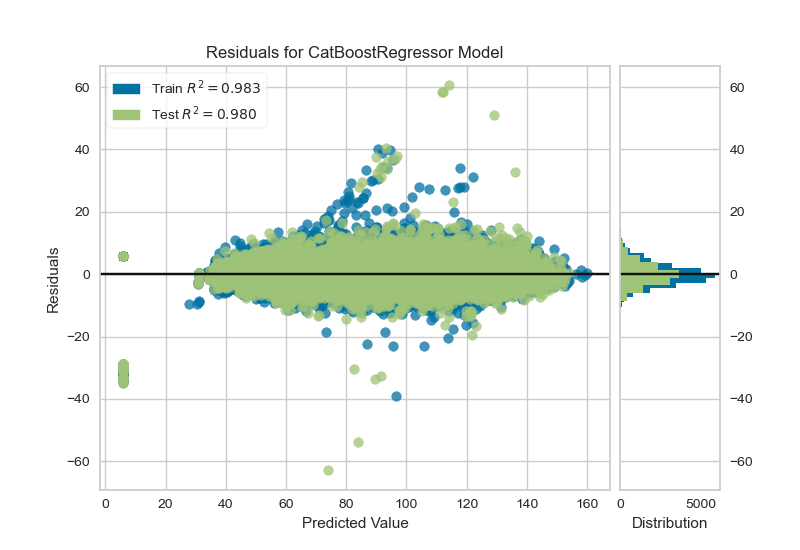 Residuals for CatBoostRegressor Model
Train R² = 0.983
Test R² = 0.980
60
40
20
0
−20
−40
−60
Residuals
0 20 40 60 80 100 120 140 160
Predicted Value
60
40
20
0
−20
−40
−60
0 5000
Distribution